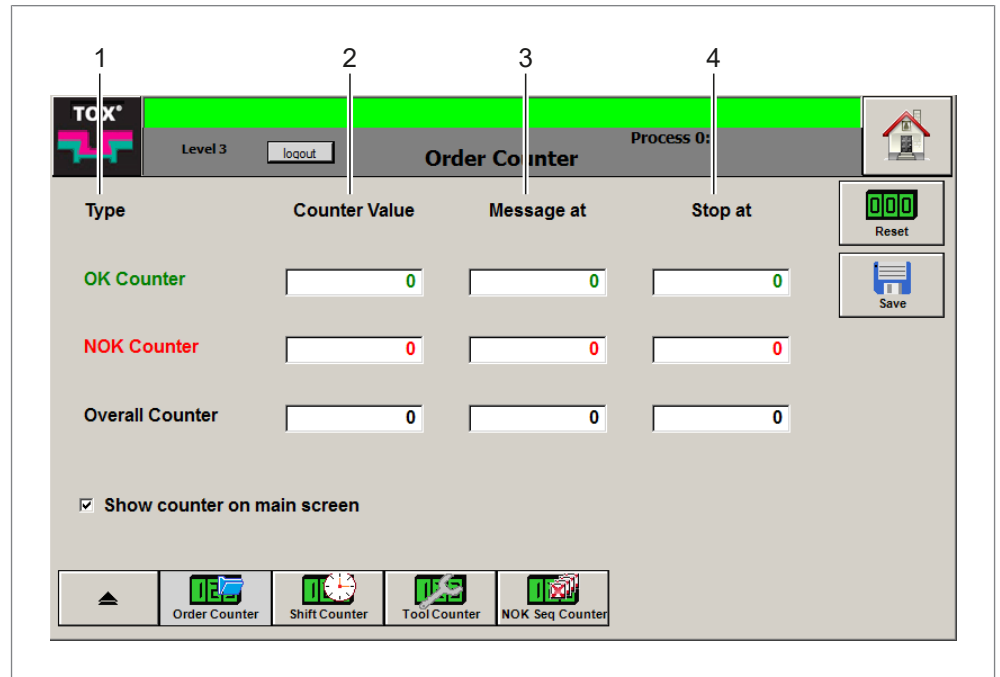 1 2 3 4
TOX®
Level 3 logout Order Counter Process 0:
Type Counter Value Message at Stop at
000
Reset
OK Counter 0 0 0
Save
NOK Counter 0 0 0
Overall Counter 0 0 0
Show counter on main screen
Order Counter Shift Counter Tool Counter NOK Seq Counter